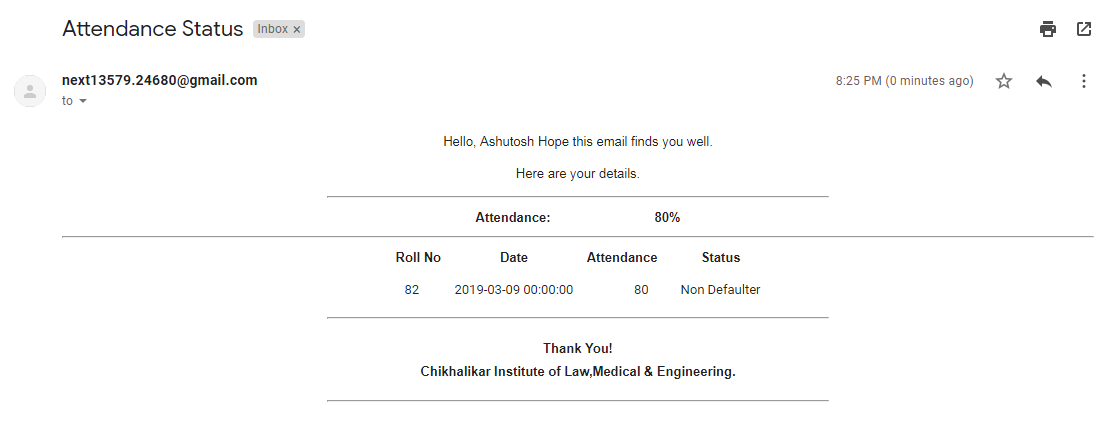 Attendance Status Inbox ×
next13579.24680@gmail.com 8:25 PM (0 minutes ago)
to
Hello, Ashutosh Hope this email finds you well.
Here are your details.
Attendance: 80%
Roll No Date Attendance Status
82 2019-03-09 00:00:00 80 Non Defaulter
Thank You!
Chikhalikar Institute of Law,Medical & Engineering.